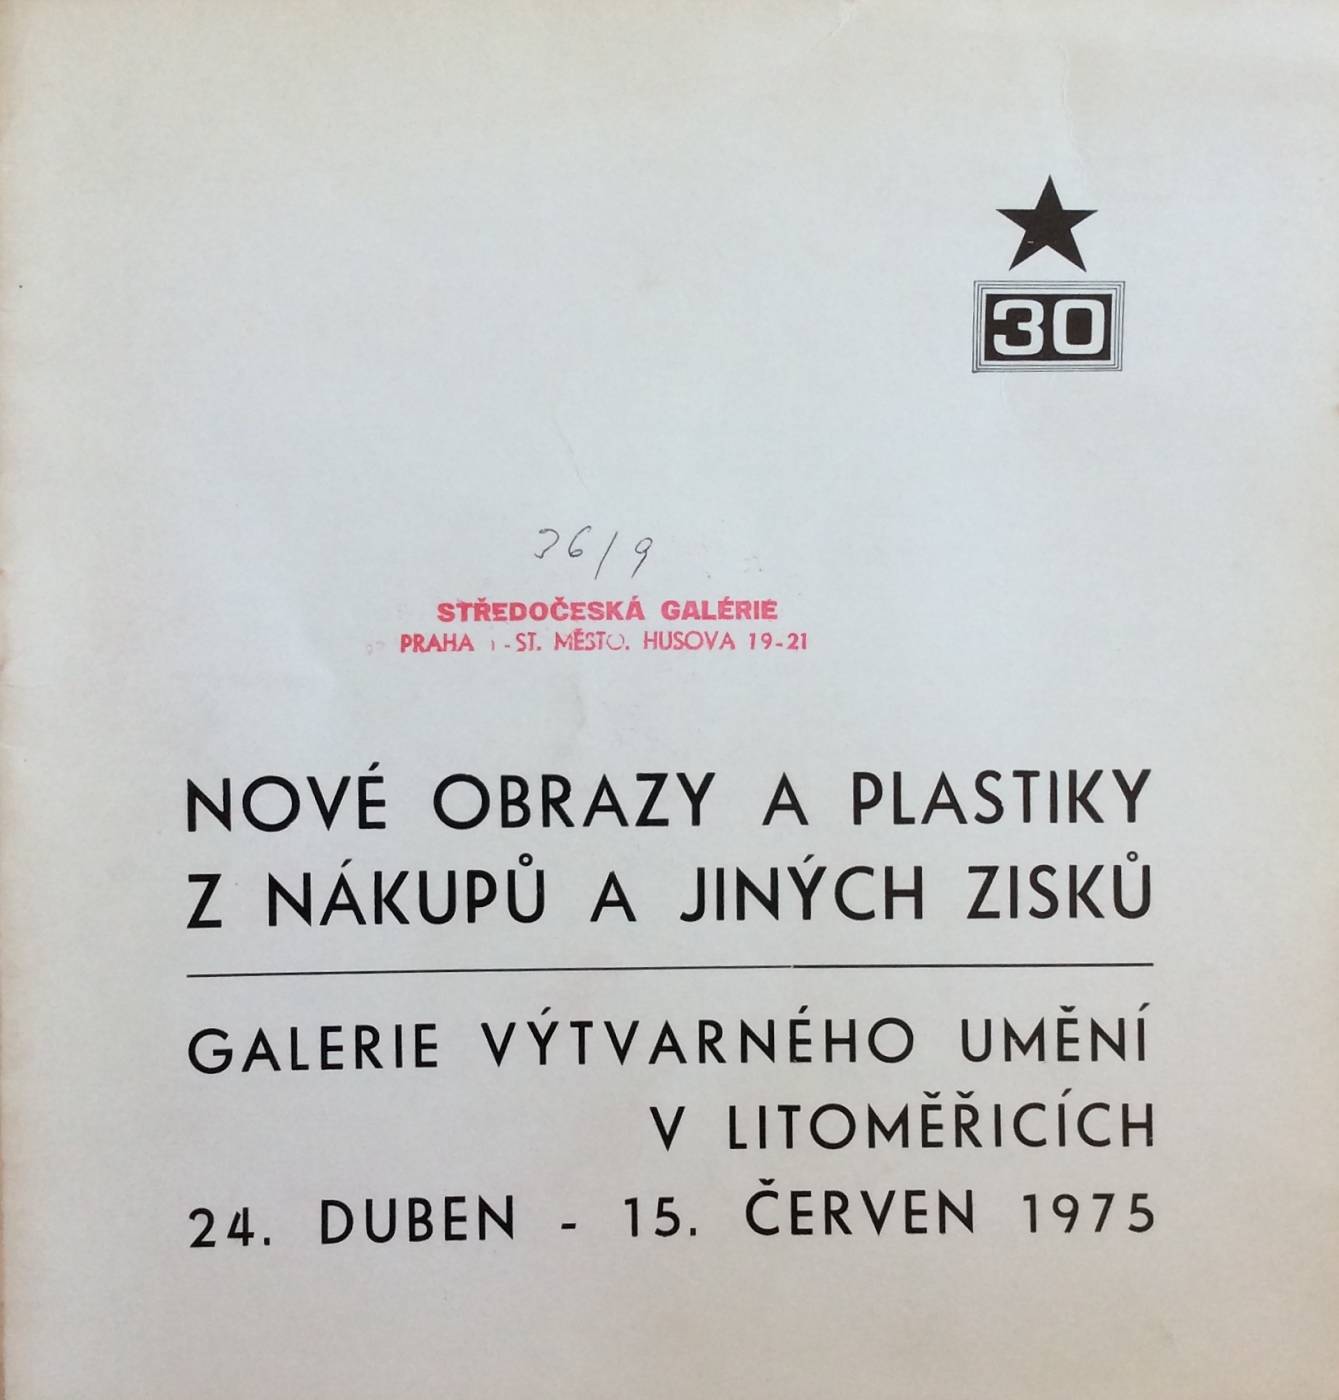 30
36/9
STŘEDOČESKÁ GALÉRIE
PRAHA 1 - ST. MĚSTO. HUSOVA 19-21
NOVÉ OBRAZY A PLASTIKY
Z NÁKUPŮ A JINÝCH ZISKŮ
GALERIE VÝTVARNÉHO UMĚNÍ
V LITOMĚŘICÍCH
24. DUBEN - 15. ČERVEN 1975